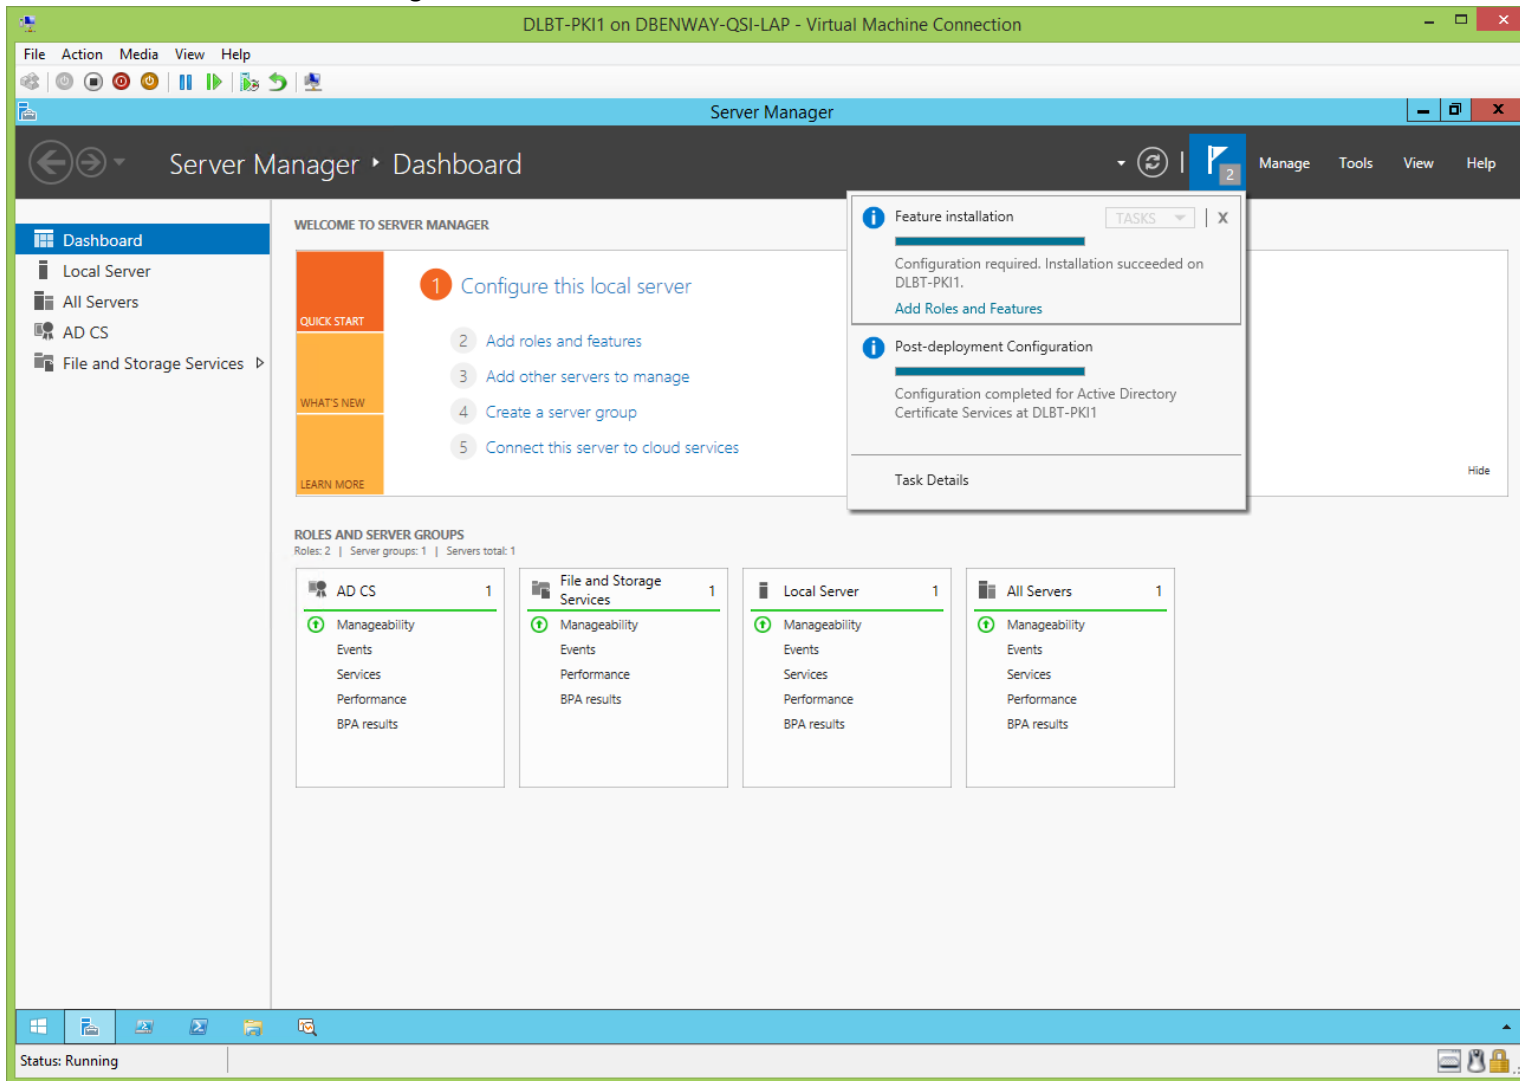 DLBT-PKI1 on DBENWAY-QSI-LAP - Virtual Machine Connection
File Action Media View Help
Server Manager
Server Manager • Dashboard
2
Manage Tools View Help
Dashboard
Local Server
All Servers
AD CS
File and Storage Services
WELCOME TO SERVER MANAGER
QUICK START
WHAT'S NEW
LEARN MORE
1 Configure this local server
2 Add roles and features
3 Add other servers to manage
4 Create a server group
5 Connect this server to cloud services
Hide
Feature installation
TASKS
X
Configuration required. Installation succeeded on
DLBT-PKI1.
Add Roles and Features
Post-deployment Configuration
Configuration completed for Active Directory
Certificate Services at DLBT-PKI1
Task Details
ROLES AND SERVER GROUPS
Roles: 2 | Server groups: 1 | Servers total: 1
AD CS 1
Manageability
Events
Services
Performance
BPA results
File and Storage
Services
1
Manageability
Events
Performance
BPA results
Local Server 1
Manageability
Events
Services
Performance
BPA results
All Servers 1
Manageability
Events
Services
Performance
BPA results
Status: Running